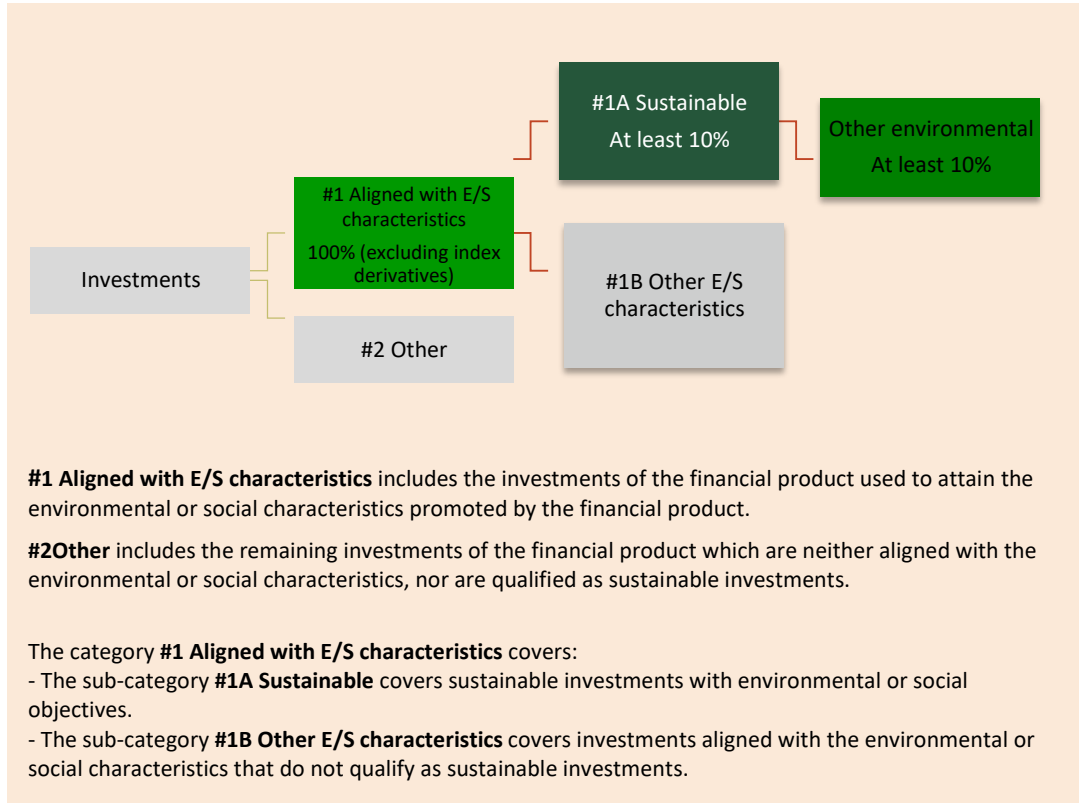 #1A Sustainable
At least 10%
Other environmental
At least 10%
#1 Aligned with E/S
characteristics
100% (excluding index
derivatives)
Investments
#1B Other E/S
characteristics
#2 Other
#1 Aligned with E/S characteristics includes the investments of the financial product used to attain the
environmental or social characteristics promoted by the financial product.
#2Other includes the remaining investments of the financial product which are neither aligned with the
environmental or social characteristics, nor are qualified as sustainable investments.
The category #1 Aligned with E/S characteristics covers:
- The sub-category #1A Sustainable covers sustainable investments with environmental or social
objectives.
- The sub-category #1B Other E/S characteristics covers investments aligned with the environmental or
social characteristics that do not qualify as sustainable investments.